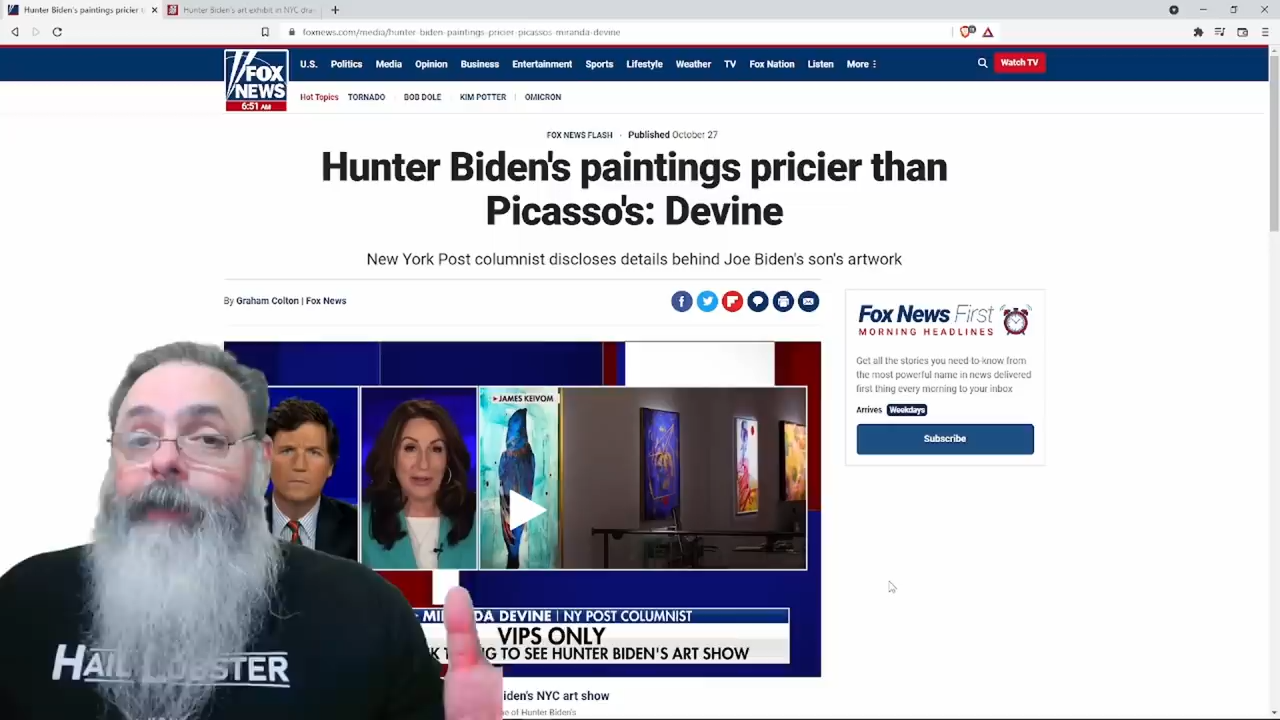 Hunter Biden's paintings pricier t
Hunter Biden's art exhibit in NYC dra
foxnews.com/media/hunter-biden-paintings-pricier-picassos-miranda-devine
FOX
NEWS
6:51 AM
U.S. Politics Media Opinion Business Entertainment Sports Lifestyle Weather TV Fox Nation Listen More
Watch TV
Hot Topics TORNADO BOB DOLE KIM POTTER OMICRON
FOX NEWS FLASH · Published October 27
Hunter Biden's paintings pricier than
Picasso's: Devine
New York Post columnist discloses details behind Joe Biden's son's artwork
By Graham Colton | Fox News
Fox News First
MORNING HEADLINES
Get all the stories you need-to-know from
the most powerful name in news delivered
first thing every morning to your inbox
Arrives Weekdays
Subscribe
JAMES KEIVOM
DEVINE | NY POST COLUMNIST
VIPS ONLY
TO SEE HUNTER BIDEN'S ART SHOW
iden's NYC art show
of Hunter Biden's
HAIL LOBSTER